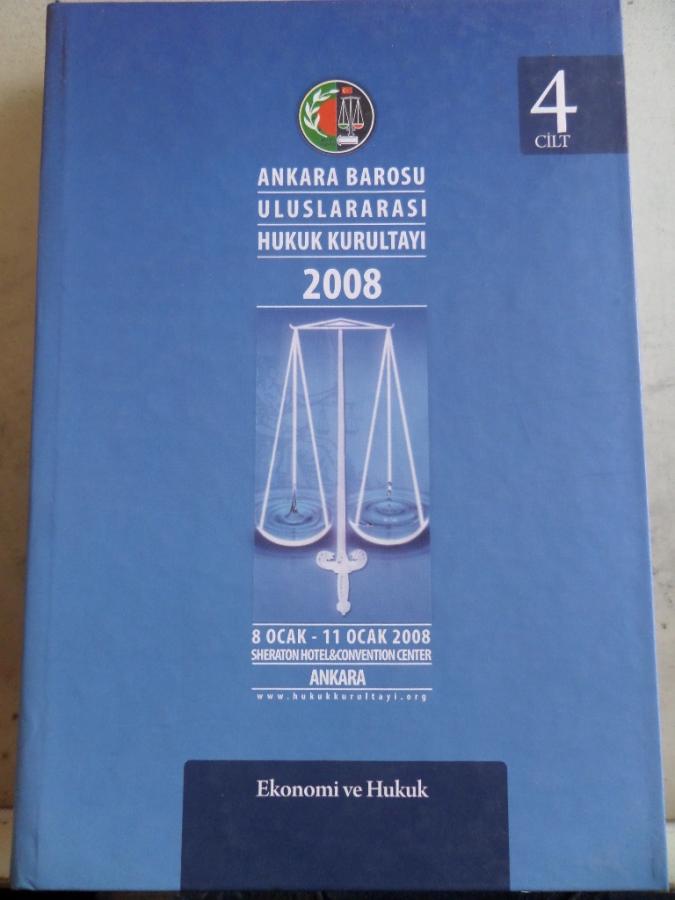 4
CİLT
ANKARA BAROSU
ULUSLARARASI
HUKUK KURULTAYI
2008
8 OCAK - 11 OCAK 2008
SHERATON HOTEL&CONVENTION CENTER
ANKARA
www.hukukkurultayi.org
Ekonomi ve Hukuk